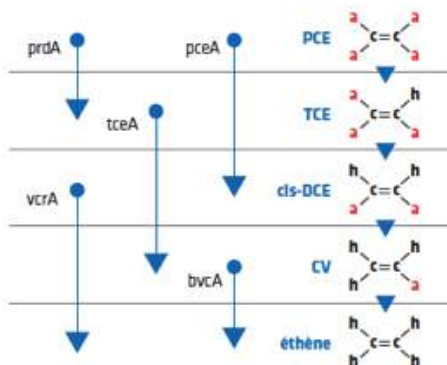 prdA
pceA
PCE
a a
c=c
a a
tceA
TCE
a h
c=c
a a
vcrA
cis-DCE
h h
c=c
a a
bvcA
CV
h h
c=c
h a
éthène
h h
c=c
h h